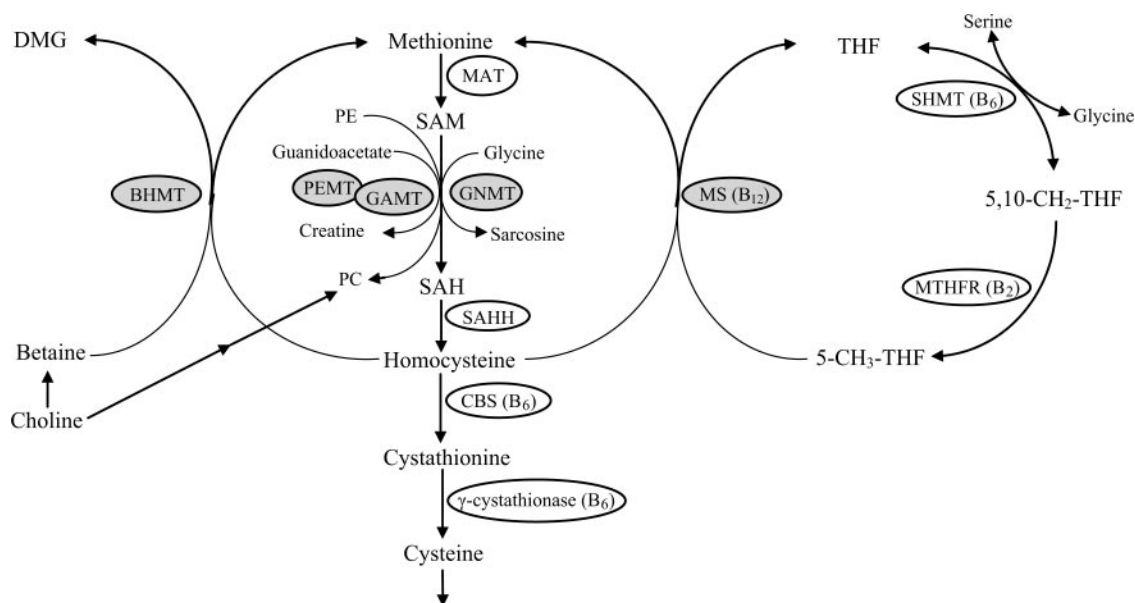 Serine
DMG
Methionine
THF
MAT
SHMT (B6)
Glycine
PE
SAM
Guanidoacetate
Glycine
PEMT
GAMT
GNMT
BHMT
MS (B12)
5,10-CH2-THF
Creatine
Sarcosine
PC
SAH
MTHFR (B2)
SAHH
Betaine
Homocysteine
5-CH3-THF
CBS (B6)
Choline
Cystathionine
γ-cystathionase (B6)
Cysteine